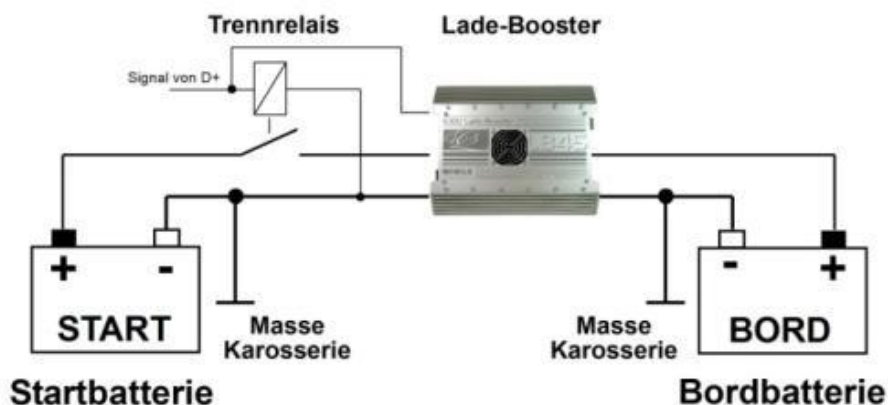 Trennrelais
Lade-Booster
Signal von D+
+
-
START
Startbatterie
Masse
Karosserie
Masse
Karosserie
-
+
BORD
Bordbatterie